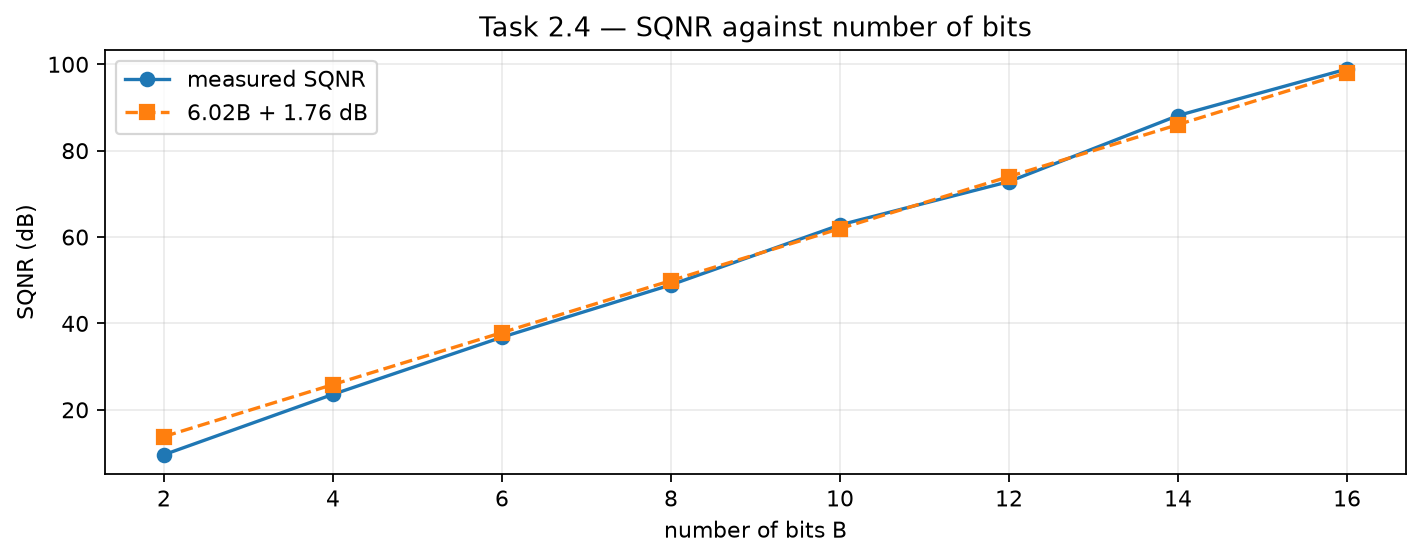 Task 2.4 — SQNR against number of bits
measured SQNR
6.02B + 1.76 dB
100
80
60
40
20
SQNR (dB)
2 4 6 8 10 12 14 16
number of bits B